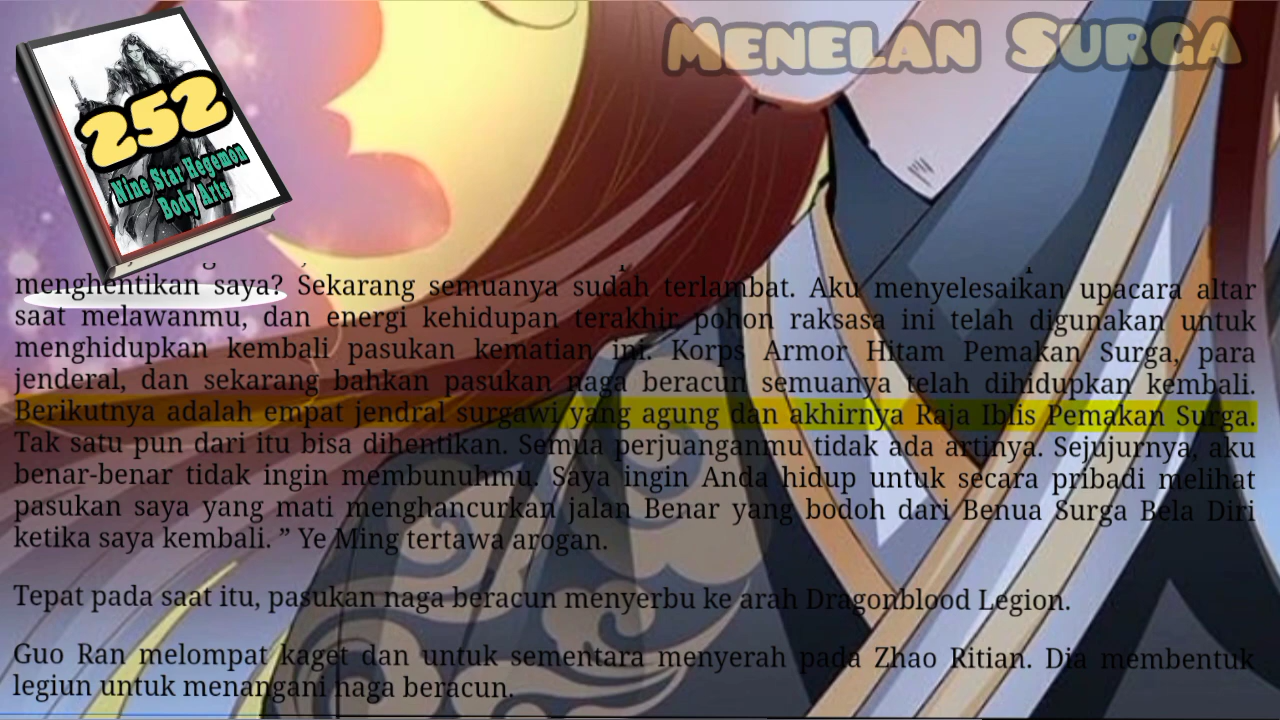 Menelan Surga
252
Nine Star Hegemon
Body Arts
menghentikan saya? Sekarang semuanya sudah terlambat. Aku menyelesaikan upacara altar
saat melawanmu, dan energi kehidupan terakhir pohon raksasa ini telah digunakan untuk
menghidupkan kembali pasukan kematian ini. Korps Armor Hitam Pemakan Surga, para
jenderal, dan sekarang bahkan pasukan naga beracun semuanya telah dihidupkan kembali.
Berikutnya adalah empat jendral surgawi yang agung dan akhirnya Raja Iblis Pemakan Surga.
Tak satu pun dari itu bisa dihentikan. Semua perjuanganmu tidak ada artinya. Sejujurnya, aku
benar-benar tidak ingin membunuhmu. Saya ingin Anda hidup untuk secara pribadi melihat
pasukan saya yang mati menghancurkan jalan Benar yang bodoh dari Benua Surga Bela Diri
ketika saya kembali. ” Ye Ming tertawa arogan.
Tepat pada saat itu, pasukan naga beracun menyerbu ke arah Dragonblood Legion.
Guo Ran melompat kaget dan untuk sementara menyerah pada Zhao Ritian. Dia membentuk
legiun untuk menangani naga beracun.